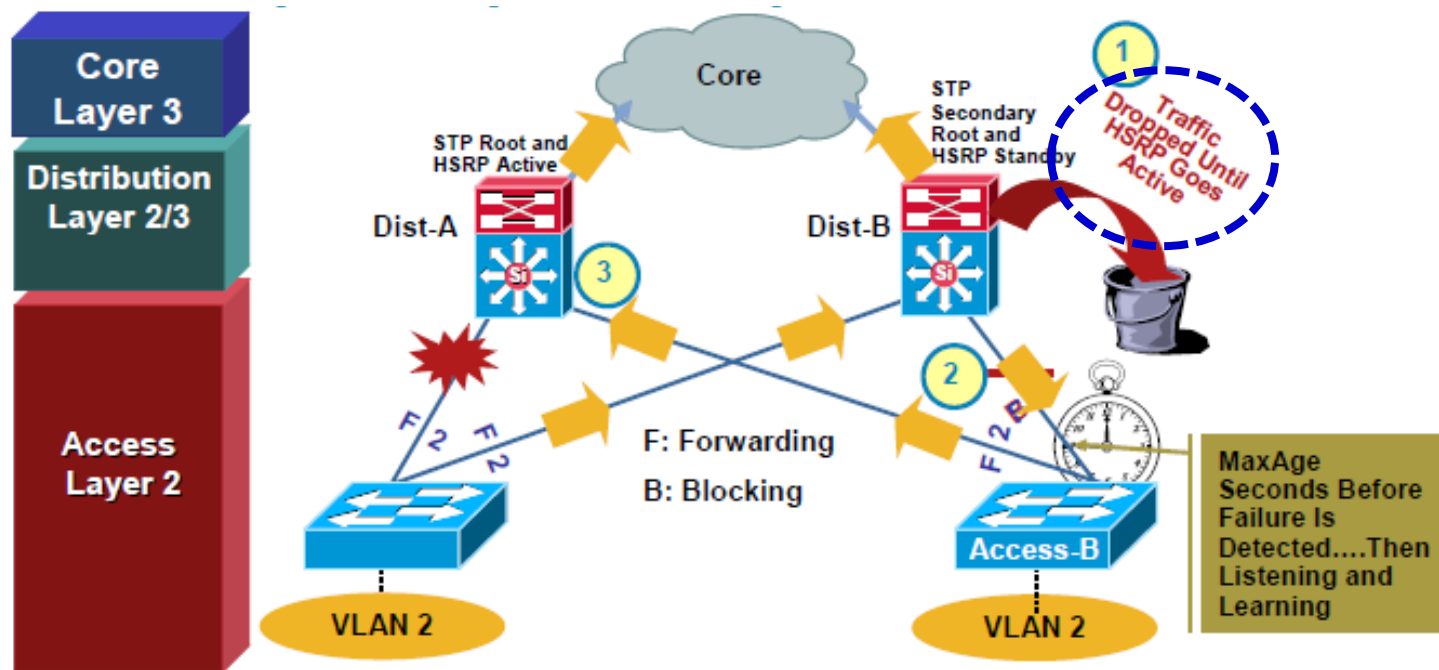 Core
Layer 3
Distribution
Layer 2/3
Access
Layer 2
Core
STP Root and
HSRP Active
STP
Secondary
Root and
HSRP Standby
1
Traffic
Dropped Until
HSRP Goes
Active
Dist-A
Dist-B
Si
Si
3
2
F 2
F 2
F 2
B
F: Forwarding
B: Blocking
MaxAge
Seconds Before
Failure Is
Detected....Then
Listening and
Learning
Access-B
VLAN 2
VLAN 2